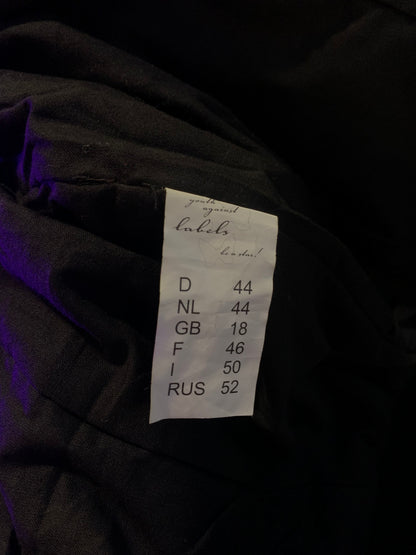 youth
against
labels
be a star!
D 44
NL 44
GB 18
F 46
I 50
RUS 52